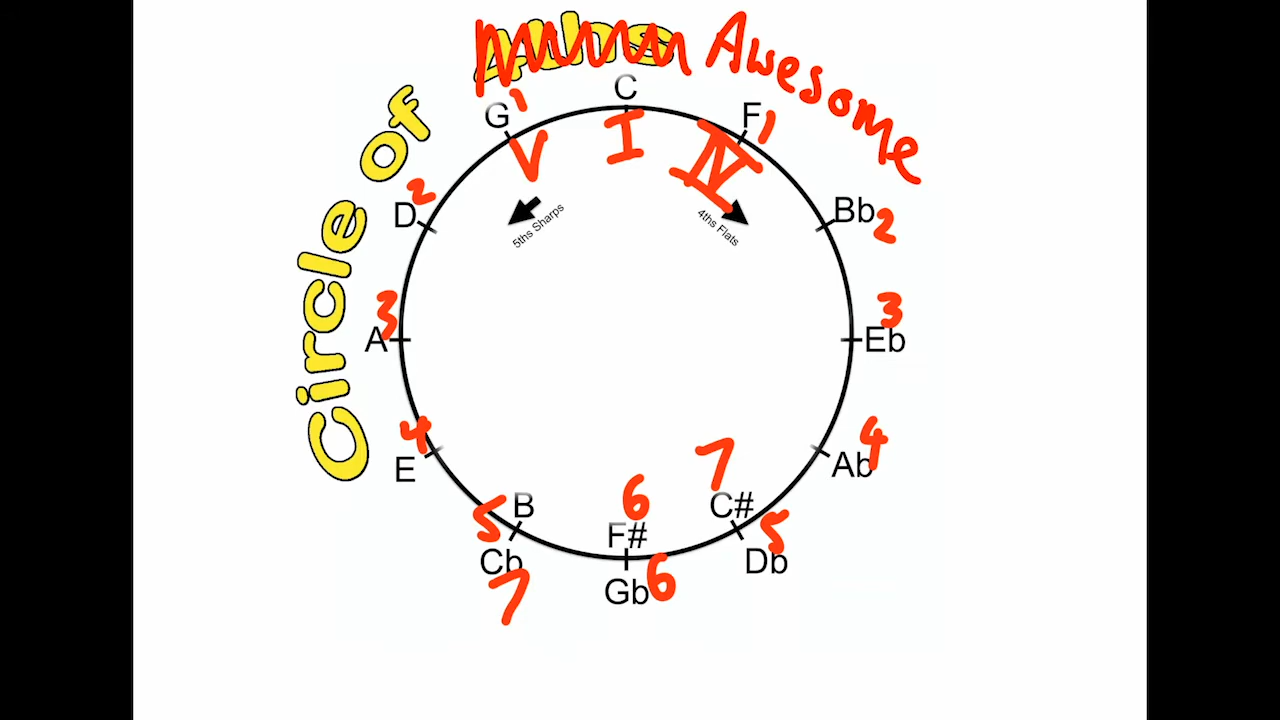 Circle of 4ths Awesome
C
G 1
F 1
V
I
IV
D 2
Bb 2
5ths Sharps
4ths Flats
A 3
Eb 3
E 4
Ab 4
B 5
F# 6
C# 7
Cb 7
Gb 6
Db 5